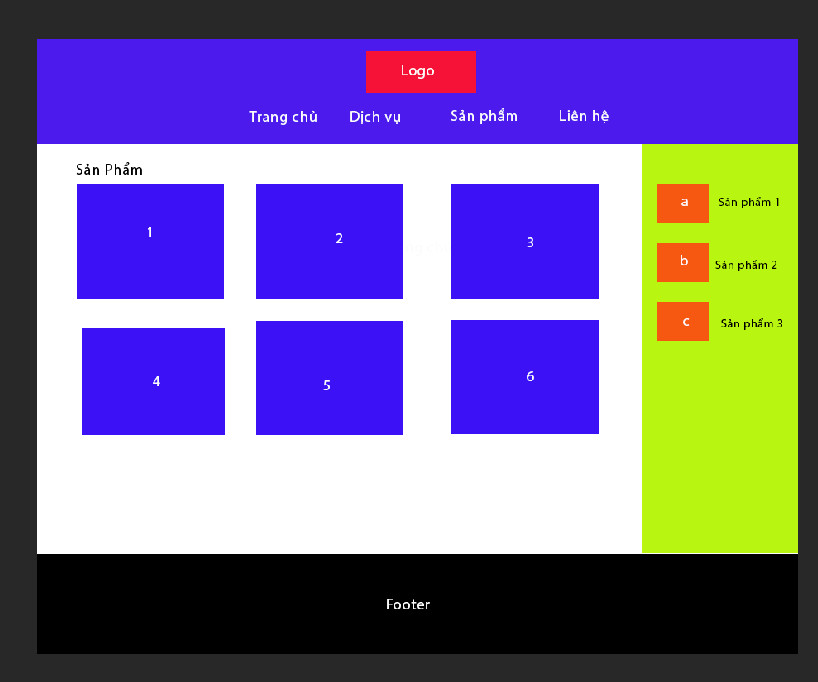 Logo
Trang chủ Dịch vụ Sản phẩm Liên hệ
Sản Phẩm
1 2 3
4 5 6
a Sản phẩm 1
b Sản phẩm 2
c Sản phẩm 3
Footer